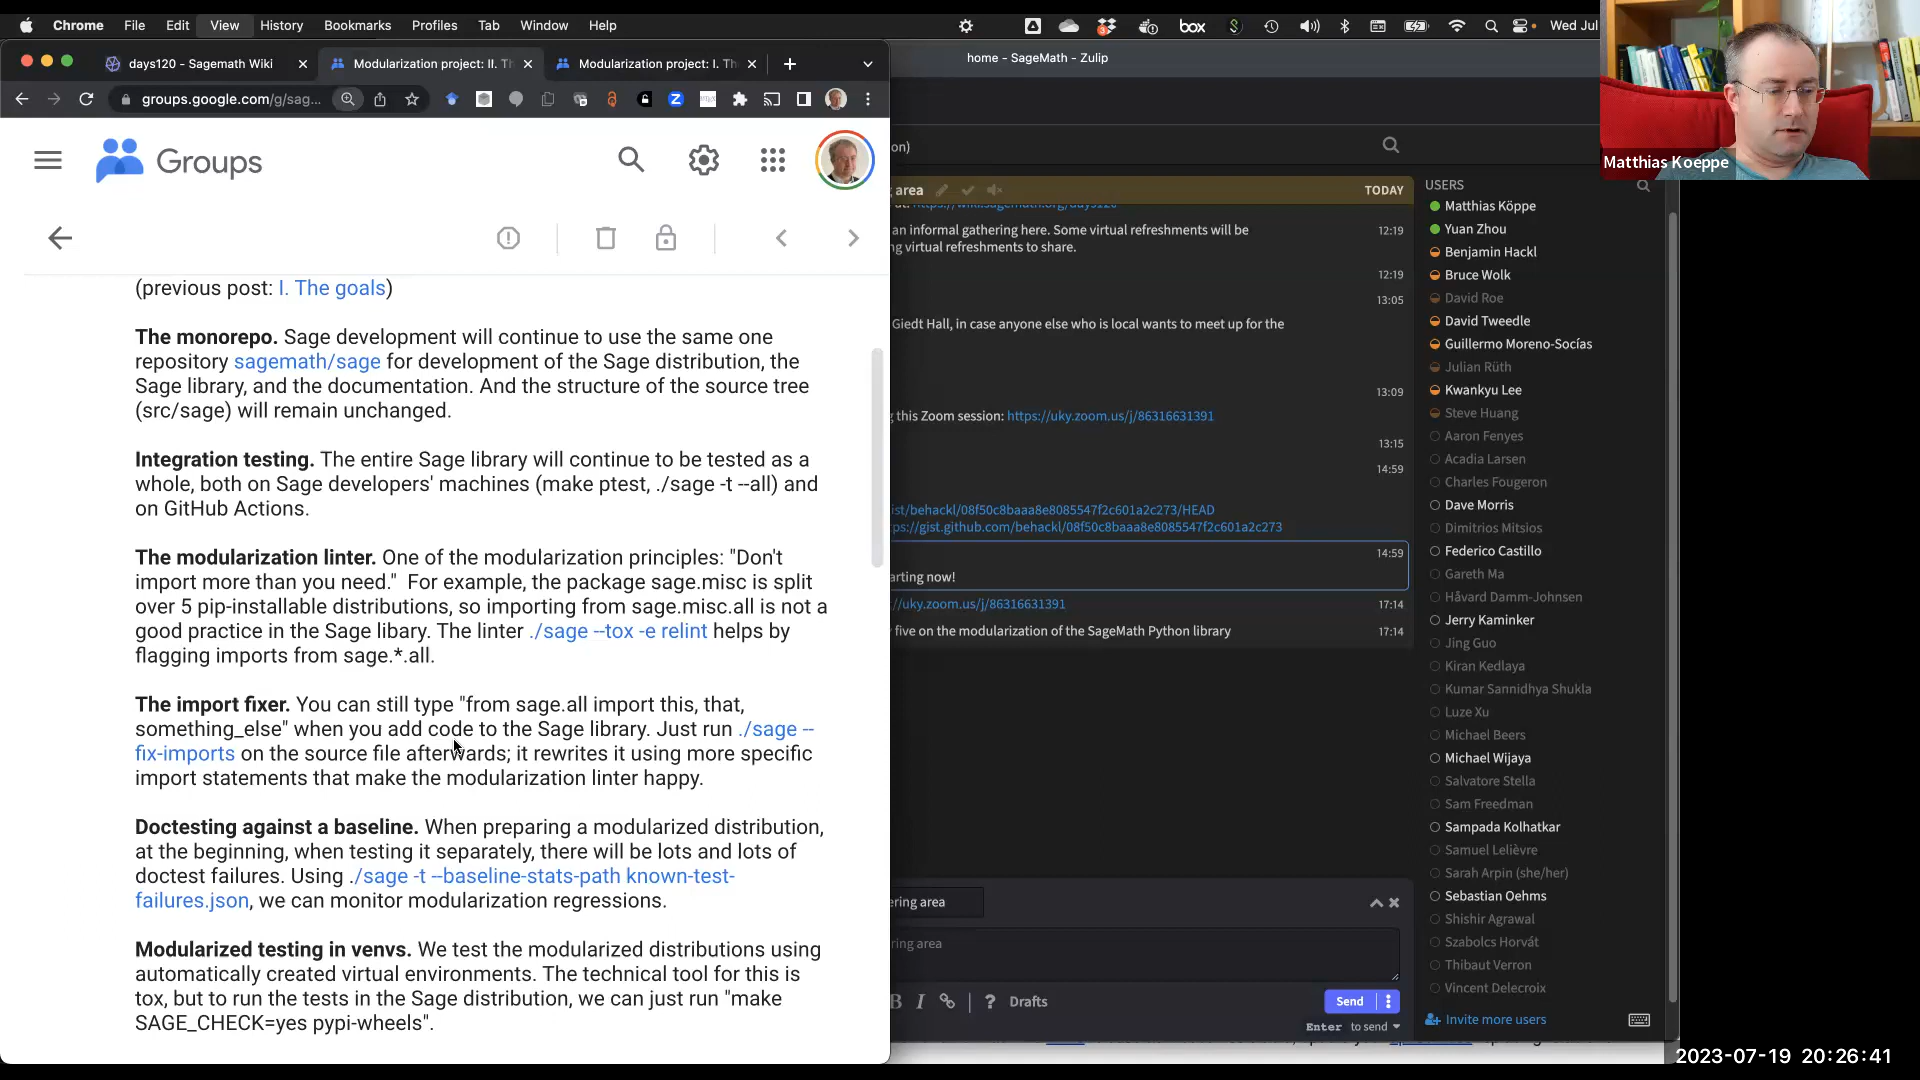 Chrome File Edit View History Bookmarks Profiles Tab Window Help
box
Wed Jul
days120 - Sagemath Wiki
Modularization project: II. Th
Modularization project: I. Th
home - SageMath - Zulip
groups.google.com/g/sag...
Groups
(previous post: I. The goals)
The monorepo. Sage development will continue to use the same one
repository sagemath/sage for development of the Sage distribution, the
Sage library, and the documentation. And the structure of the source tree
(src/sage) will remain unchanged.
Integration testing. The entire Sage library will continue to be tested as a
whole, both on Sage developers' machines (make ptest, ./sage -t --all) and
on GitHub Actions.
The modularization linter. One of the modularization principles: "Don't
import more than you need."  For example, the package sage.misc is split
over 5 pip-installable distributions, so importing from sage.misc.all is not a
good practice in the Sage libary. The linter ./sage --tox -e relint helps by
flagging imports from sage.*.all.
The import fixer. You can still type "from sage.all import this, that,
something_else" when you add code to the Sage library. Just run ./sage --
fix-imports on the source file afterwards; it rewrites it using more specific
import statements that make the modularization linter happy.
Doctesting against a baseline. When preparing a modularized distribution,
at the beginning, when testing it separately, there will be lots and lots of
doctest failures. Using ./sage -t --baseline-stats-path known-test-
failures.json, we can monitor modularization regressions.
Modularized testing in venvs. We test the modularized distributions using
automatically created virtual environments. The technical tool for this is
tox, but to run the tests in the Sage distribution, we can just run "make
SAGE_CHECK=yes pypi-wheels".
on)
area TODAY
an informal gathering here. Some virtual refreshments will be 12:19
ng virtual refreshments to share.
12:19
13:05
Giedt Hall, in case anyone else who is local wants to meet up for the
13:09
g this Zoom session: https://uky.zoom.us/j/86316631391
13:15
14:59
ist/behackl/08f50c8baaa8e8085547f2c601a2c273/HEAD
ps://gist.github.com/behackl/08f50c8baaa8e8085547f2c601a2c273
14:59
arting now!
//uky.zoom.us/j/86316631391 17:14
five on the modularization of the SageMath Python library 17:14
ering area
ring area
B I ? Drafts
Send
Enter to send
USERS
Matthias Köppe
Yuan Zhou
Benjamin Hackl
Bruce Wolk
David Roe
David Tweedle
Guillermo Moreno-Socías
Julian Rüth
Kwankyu Lee
Steve Huang
Aaron Fenyes
Acadia Larsen
Charles Fougeron
Dave Morris
Dimitrios Mitsios
Federico Castillo
Gareth Ma
Håvard Damm-Johnsen
Jerry Kaminker
Jing Guo
Kiran Kedlaya
Kumar Sannidhya Shukla
Luze Xu
Michael Beers
Michael Wijaya
Salvatore Stella
Sam Freedman
Sampada Kolhatkar
Samuel Lelièvre
Sarah Arpin (she/her)
Sebastian Oehms
Shishir Agrawal
Szabolcs Horvát
Thibaut Verron
Vincent Delecroix
Invite more users
Matthias Koeppe
2023-07-19 20:26:41